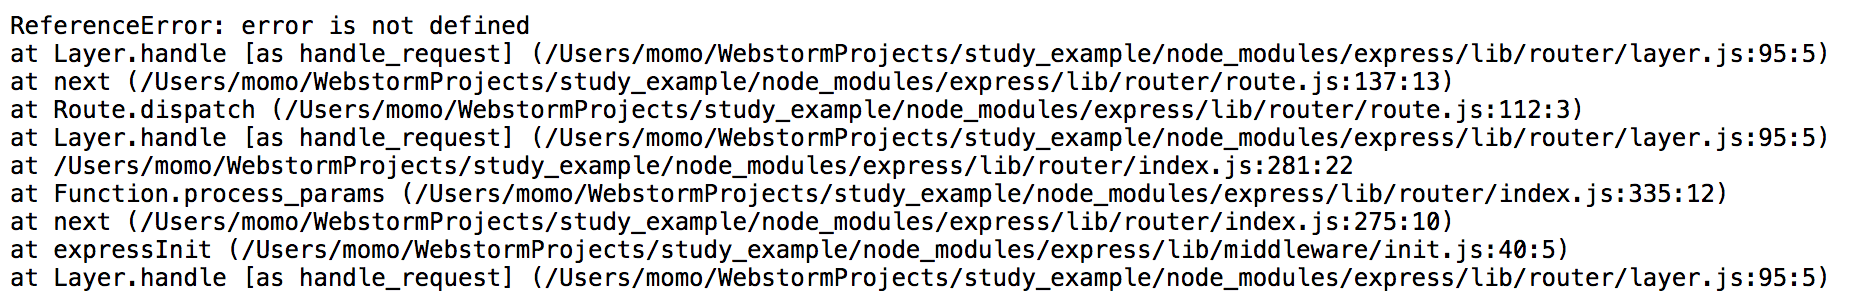 ReferenceError: error is not defined
at Layer.handle [as handle_request] (/Users/momo/WebstormProjects/study_example/node_modules/express/lib/router/layer.js:95:5)
at next (/Users/momo/WebstormProjects/study_example/node_modules/express/lib/router/route.js:137:13)
at Route.dispatch (/Users/momo/WebstormProjects/study_example/node_modules/express/lib/router/route.js:112:3)
at Layer.handle [as handle_request] (/Users/momo/WebstormProjects/study_example/node_modules/express/lib/router/layer.js:95:5)
at /Users/momo/WebstormProjects/study_example/node_modules/express/lib/router/index.js:281:22
at Function.process_params (/Users/momo/WebstormProjects/study_example/node_modules/express/lib/router/index.js:335:12)
at next (/Users/momo/WebstormProjects/study_example/node_modules/express/lib/router/index.js:275:10)
at expressInit (/Users/momo/WebstormProjects/study_example/node_modules/express/lib/middleware/init.js:40:5)
at Layer.handle [as handle_request] (/Users/momo/WebstormProjects/study_example/node_modules/express/lib/router/layer.js:95:5)